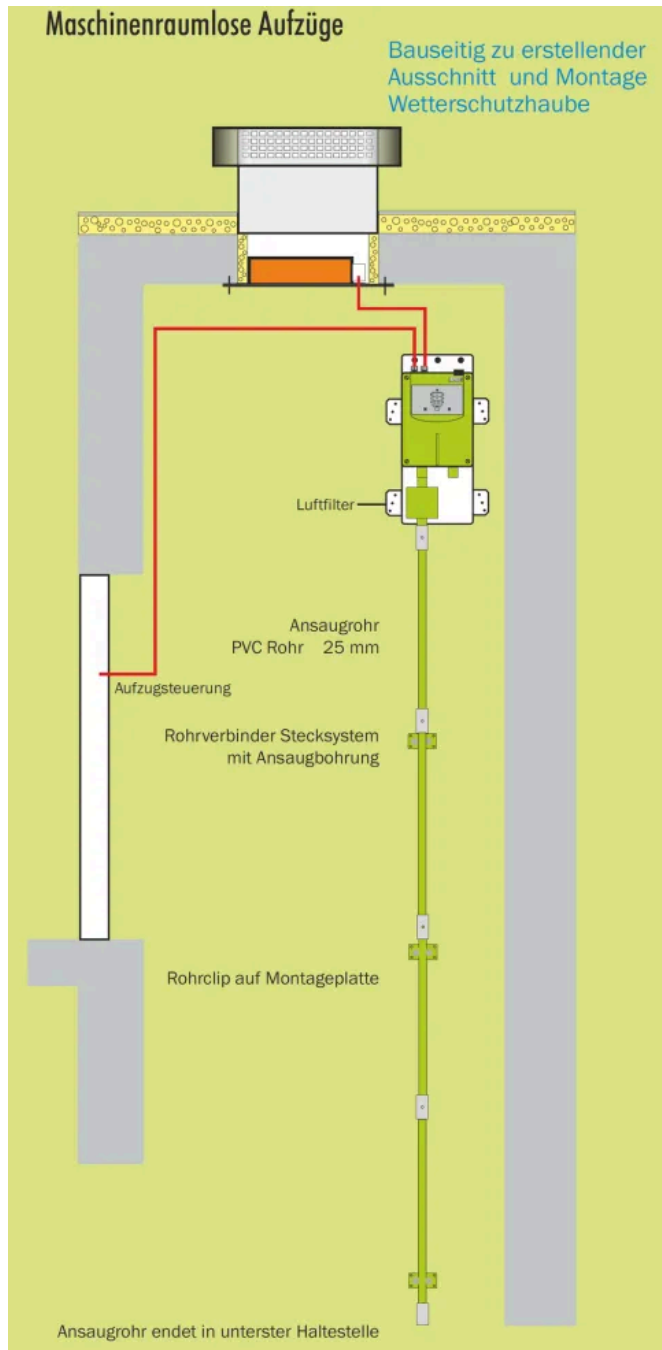 Maschinenraumlose Aufzüge
Bauseitig zu erstellender
Ausschnitt und Montage
Wetterschutzhaube
Luftfilter
Ansaugrohr
PVC Rohr 25 mm
Aufzugsteuerung
Rohrverbinder Stecksystem
mit Ansaugbohrung
Rohrclip auf Montageplatte
Ansaugrohr endet in unterster Haltestelle